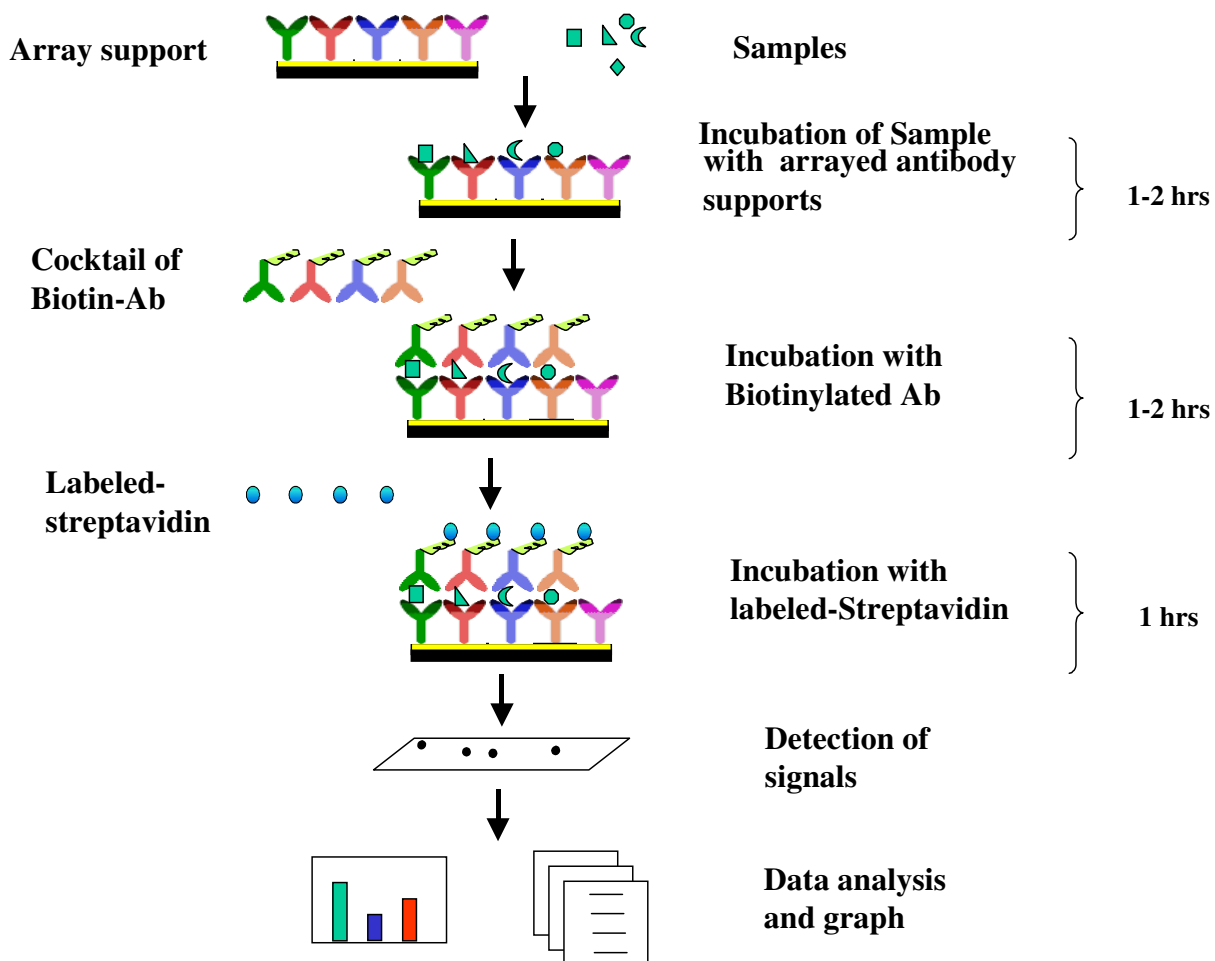 Array support
Samples
Incubation of Sample
with arrayed antibody
supports
1-2 hrs
Cocktail of
Biotin-Ab
Incubation with
Biotinylated Ab
1-2 hrs
Labeled-
streptavidin
Incubation with
labeled-Streptavidin
1 hrs
Detection of
signals
Data analysis
and graph